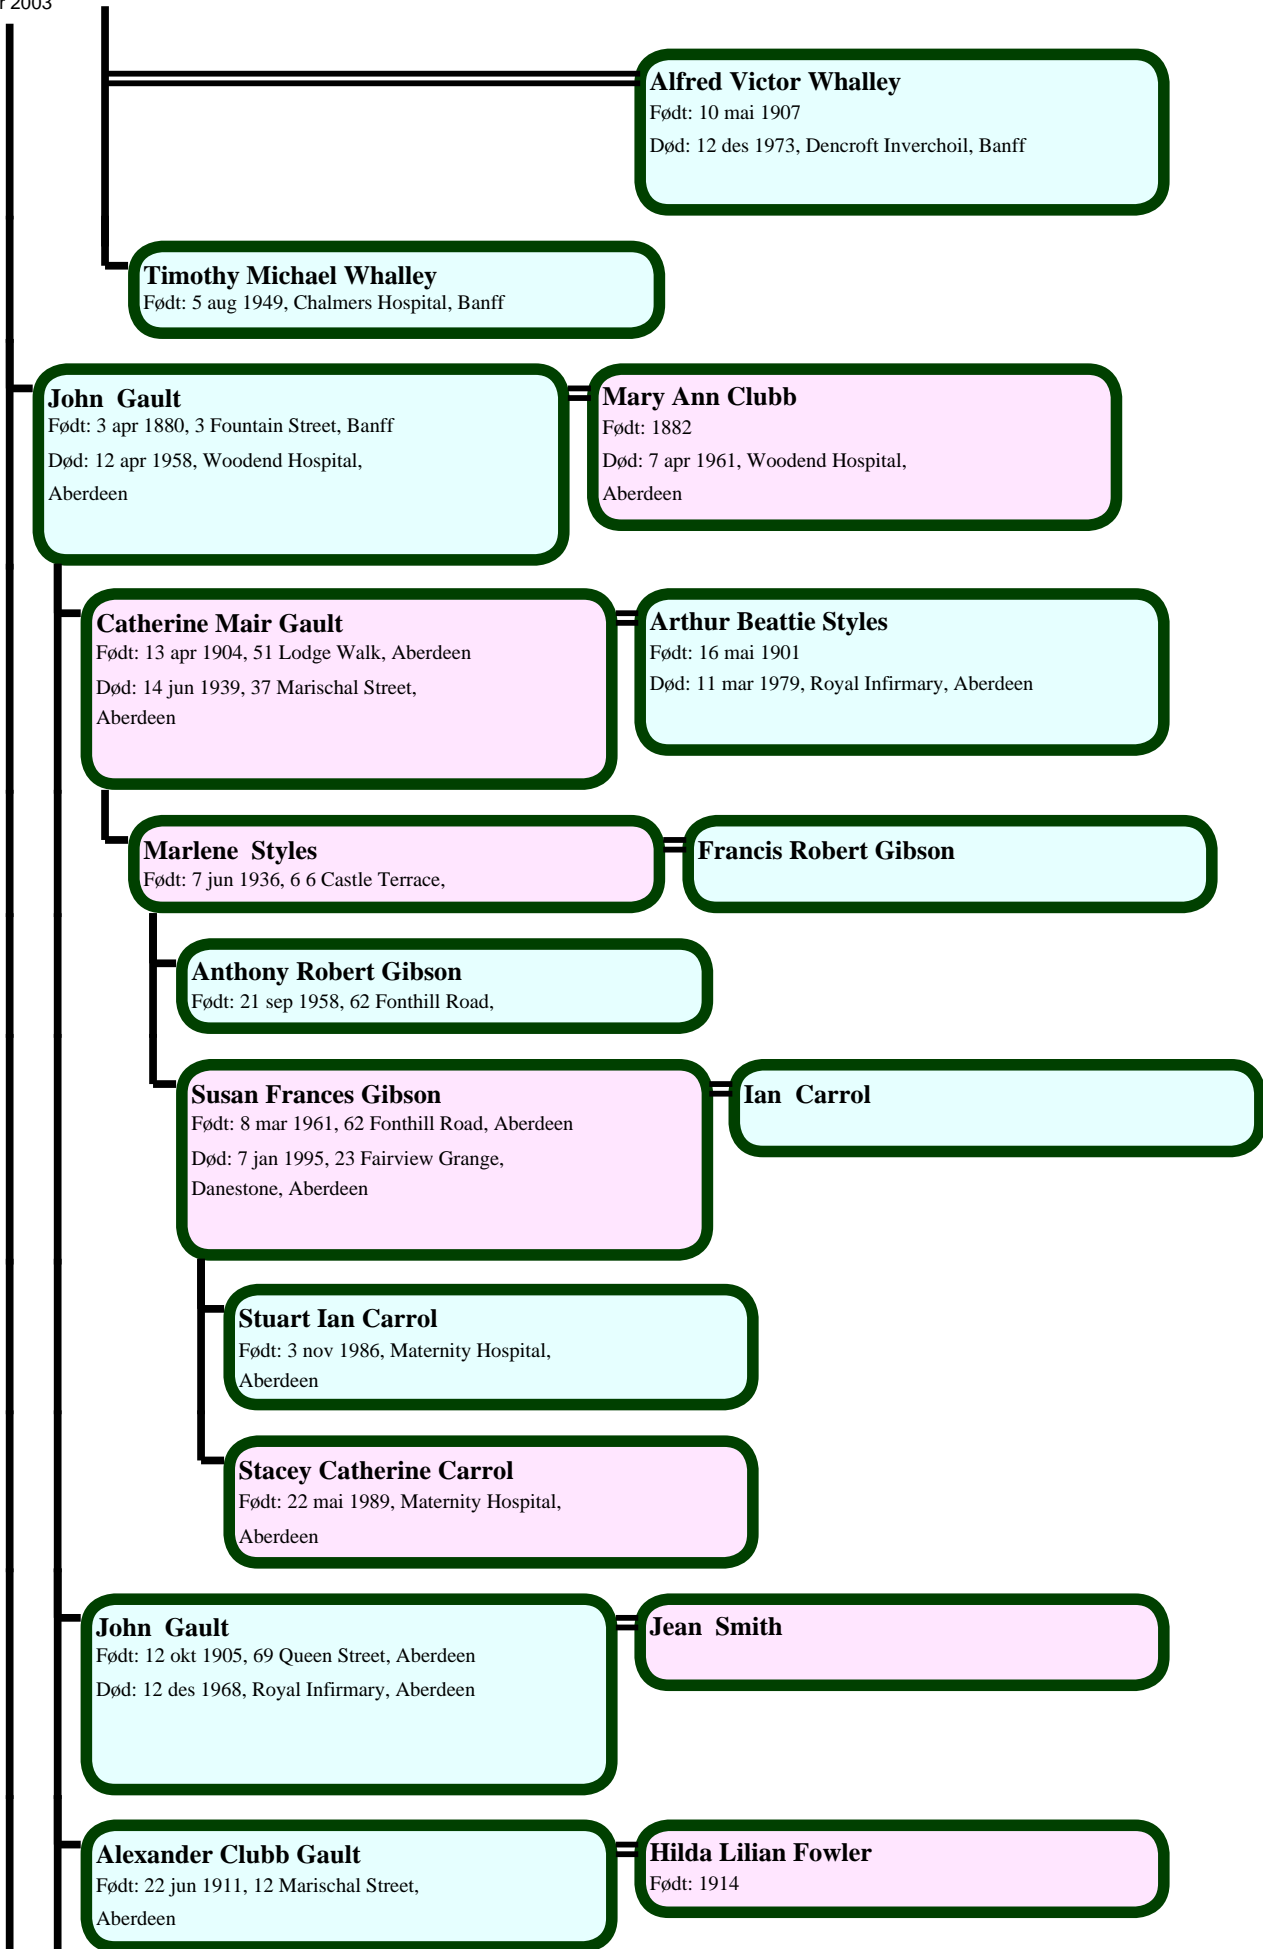 2003
Alfred Victor Whalley
Født: 10 mai 1907
Død: 12 des 1973, Dencroft Inverchoil, Banff
Timothy Michael Whalley
Født: 5 aug 1949, Chalmers Hospital, Banff
John Gault
Født: 3 apr 1880, 3 Fountain Street, Banff
Død: 12 apr 1958, Woodend Hospital,
Aberdeen
Mary Ann Clubb
Født: 1882
Død: 7 apr 1961, Woodend Hospital,
Aberdeen
Catherine Mair Gault
Født: 13 apr 1904, 51 Lodge Walk, Aberdeen
Død: 14 jun 1939, 37 Marischal Street,
Aberdeen
Arthur Beattie Styles
Født: 16 mai 1901
Død: 11 mar 1979, Royal Infirmary, Aberdeen
Marlene Styles
Født: 7 jun 1936, 6 6 Castle Terrace,
Francis Robert Gibson
Anthony Robert Gibson
Født: 21 sep 1958, 62 Fonthill Road,
Susan Frances Gibson
Født: 8 mar 1961, 62 Fonthill Road, Aberdeen
Død: 7 jan 1995, 23 Fairview Grange,
Danestone, Aberdeen
Ian Carrol
Stuart Ian Carrol
Født: 3 nov 1986, Maternity Hospital,
Aberdeen
Stacey Catherine Carrol
Født: 22 mai 1989, Maternity Hospital,
Aberdeen
John Gault
Født: 12 okt 1905, 69 Queen Street, Aberdeen
Død: 12 des 1968, Royal Infirmary, Aberdeen
Jean Smith
Alexander Clubb Gault
Født: 22 jun 1911, 12 Marischal Street,
Aberdeen
Hilda Lilian Fowler
Født: 1914